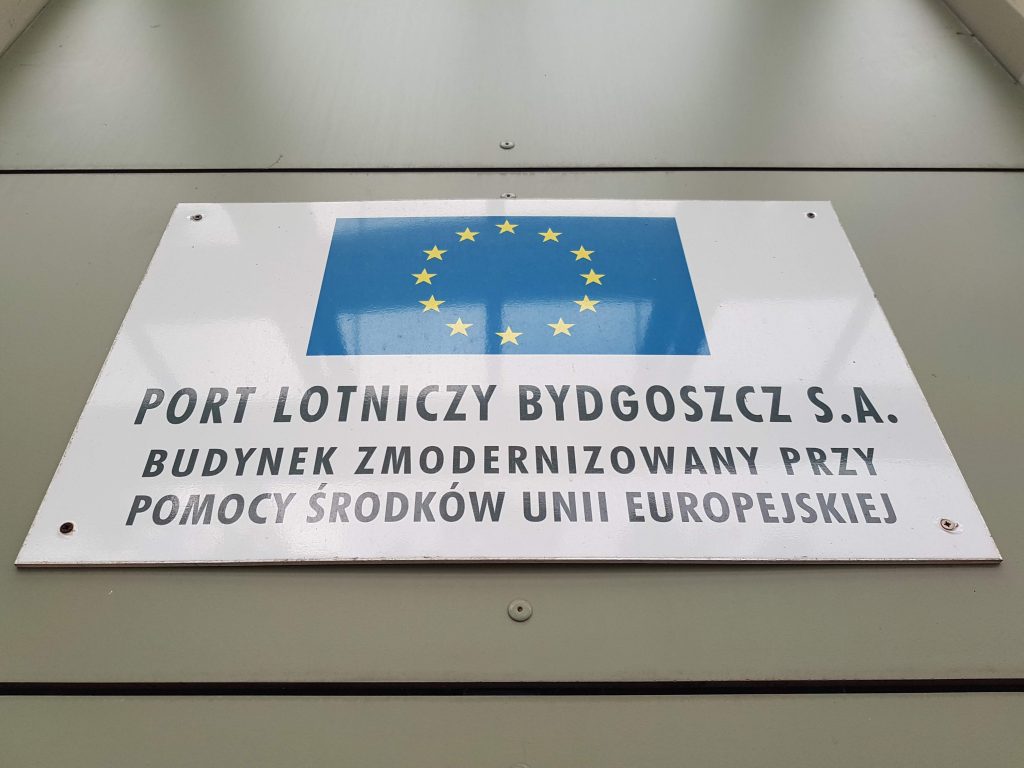 PORT LOTNICZY BYDGOSZCZ S.A.
BUDYNEK ZMODERNIZOWANY PRZY
POMOCY ŚRODKÓW UNII EUROPEJSKIEJ